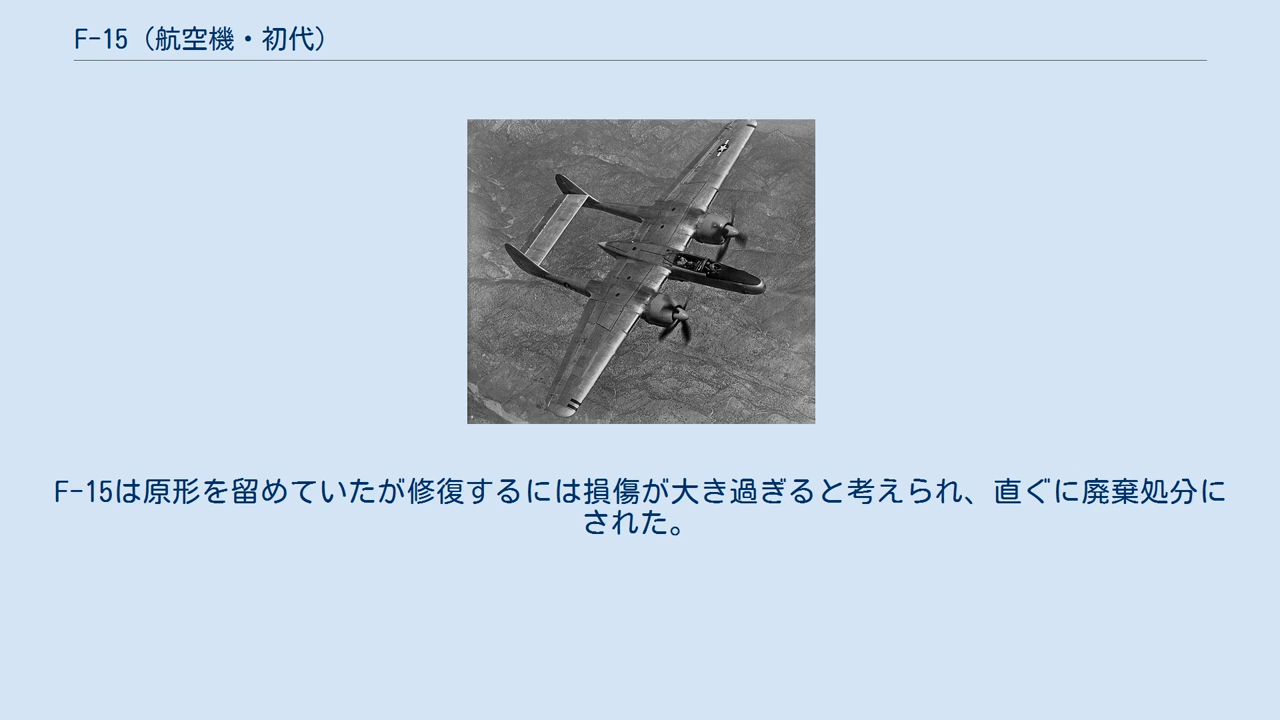 F-15（航空機・初代）
F-15は原形を留めていたが修復するには損傷が大き過ぎると考えられ、直ぐに廃棄処分に
された。